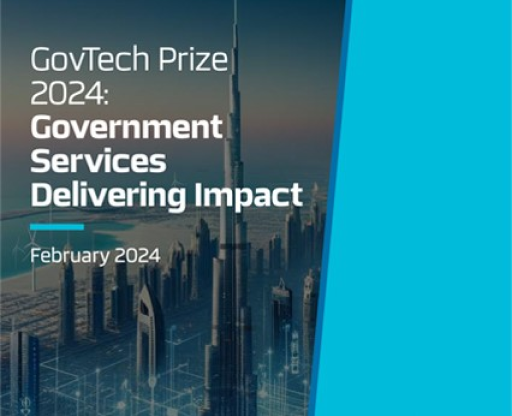 GovTech Prize
2024:
Government
Services
Delivering Impact
February 2024